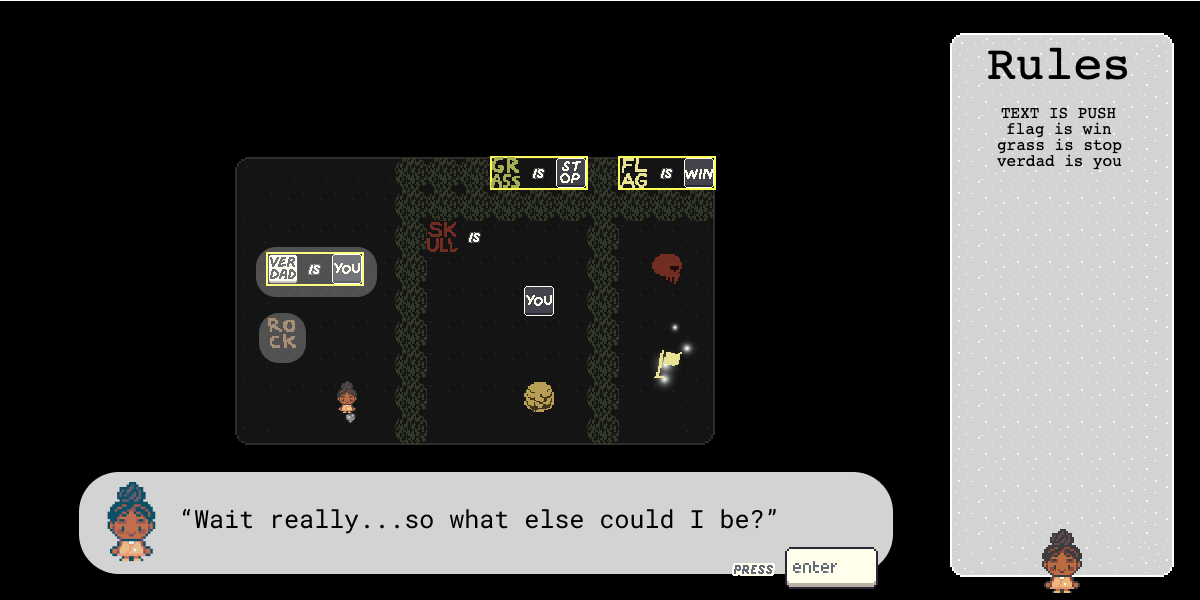 Rules
TEXT IS PUSH
flag is win
grass is stop
verdad is you
GR
ASS IS ST
OP
FL
AG IS WIN
SK
ULL IS
VER
DAD IS YOU
YOU
RO
CK
“Wait really...so what else could I be?”
PRESS enter